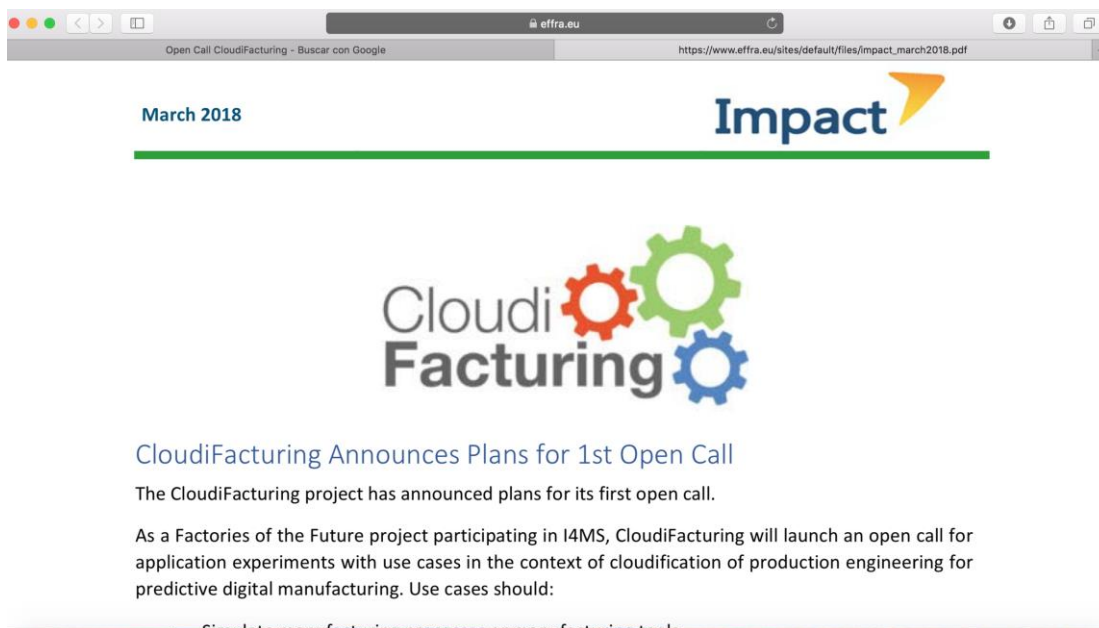 effra.eu
Open Call CloudiFacturing - Buscar con Google
https://www.effra.eu/sites/default/files/impact_march2018.pdf
March 2018
Impact
Cloudi
Facturing
CloudiFacturing Announces Plans for 1st Open Call
The CloudiFacturing project has announced plans for its first open call.
As a Factories of the Future project participating in I4MS, CloudiFacturing will launch an open call for
application experiments with use cases in the context of cloudification of production engineering for
predictive digital manufacturing. Use cases should: